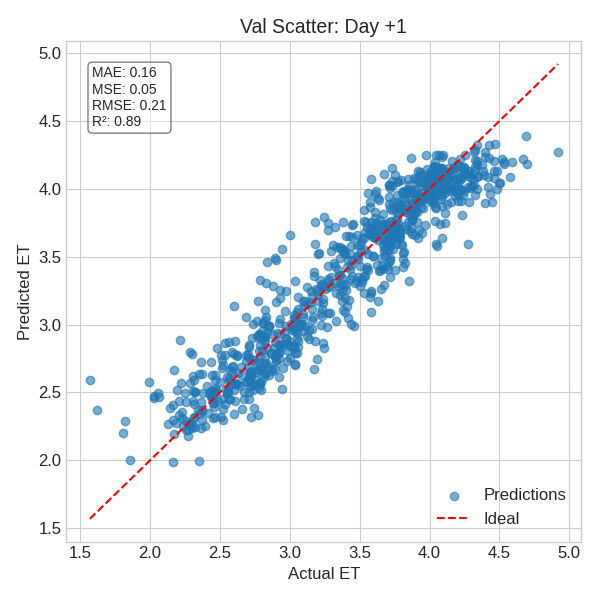 Val Scatter: Day +1
MAE: 0.16
MSE: 0.05
RMSE: 0.21
R²: 0.89
5.0
4.5
4.0
3.5
3.0
2.5
2.0
1.5
Predicted ET
1.5 2.0 2.5 3.0 3.5 4.0 4.5 5.0
Actual ET
Predictions
Ideal